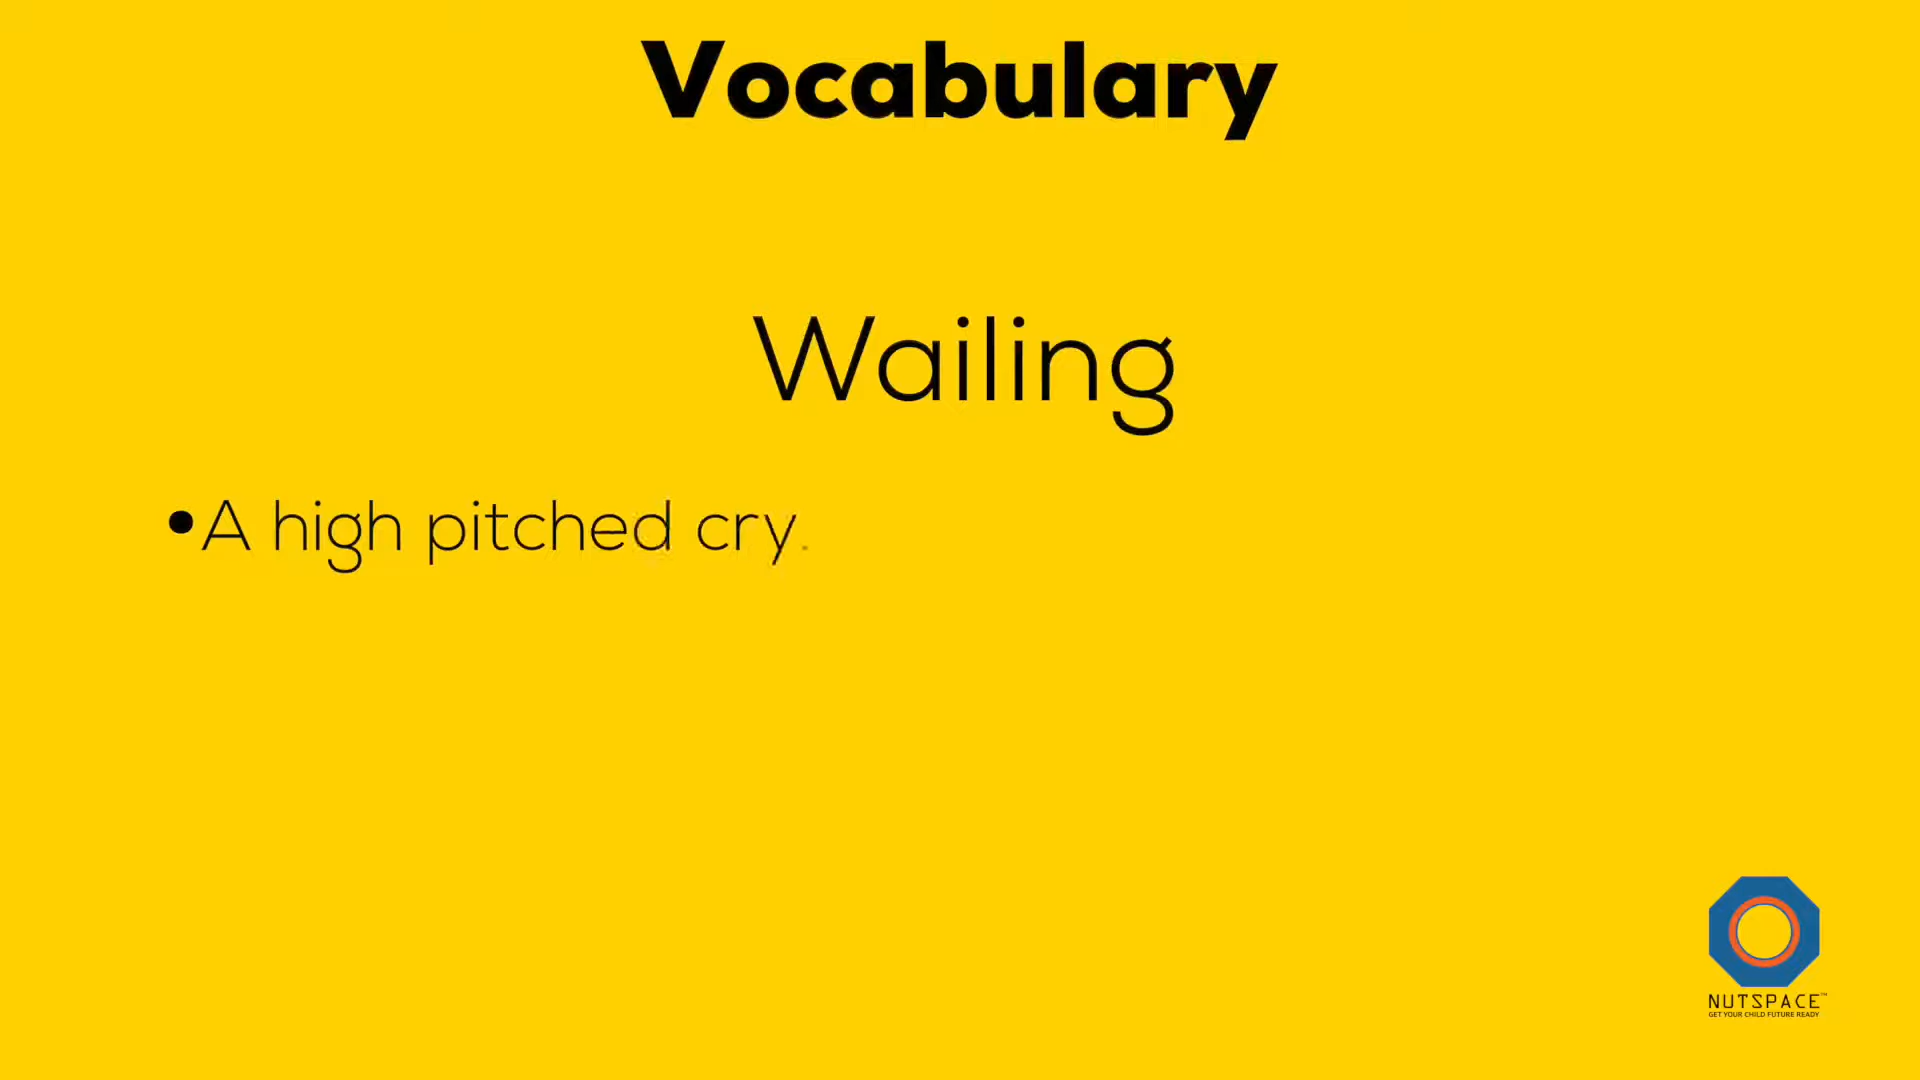 Vocabulary
Wailing
•A high pitched cry.
NUTSPACE™
GET YOUR CHILD FUTURE READY